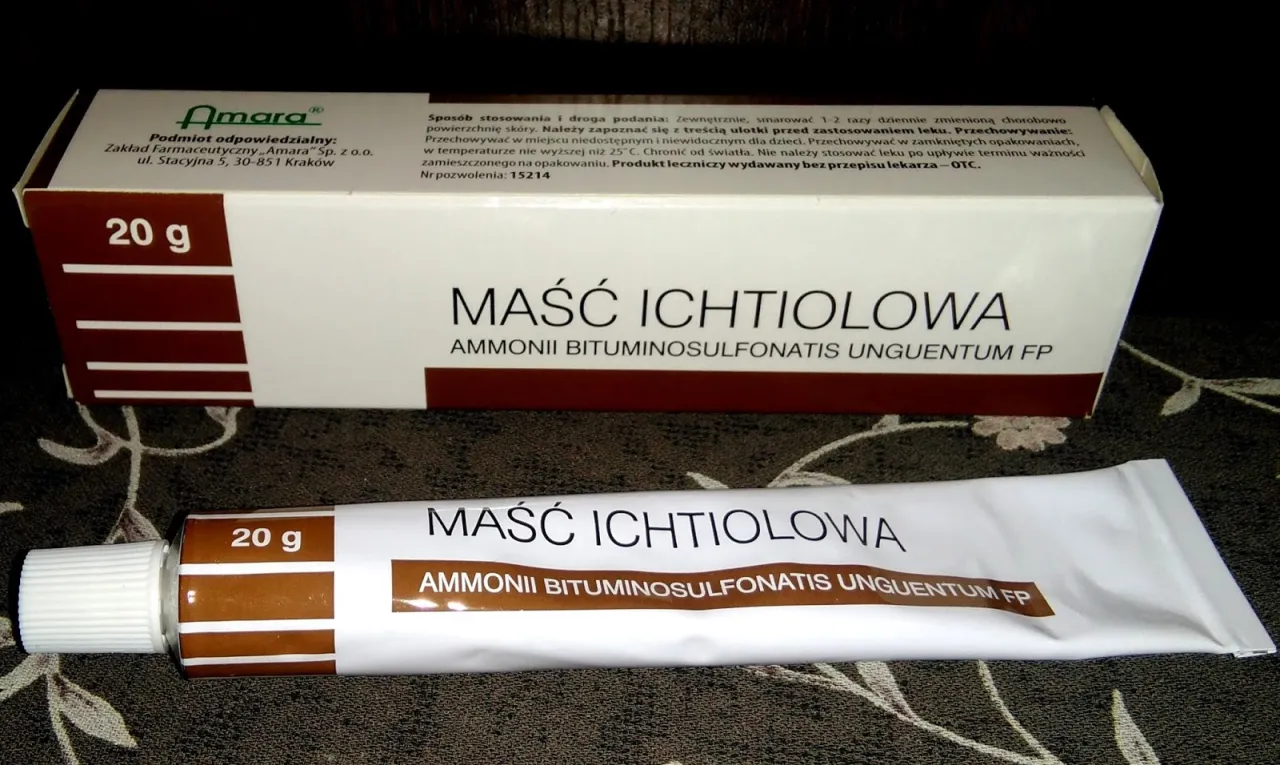 Amara®
Podmiot odpowiedzialny:
Zakład Farmaceutyczny „Amara” Sp. z o.o.
ul. Stacyjna 5, 30-851 Kraków
Sposób stosowania i droga podania: Zewnętrznie, smarować 1-2 razy dziennie zmienioną chorobowo
powierzchnię skóry. Należy zapoznać się z treścią ulotki przed zastosowaniem leku. Przechowywanie:
Przechowywać w miejscu niedostępnym i niewidocznym dla dzieci. Przechowywać w zamkniętych opakowaniach,
w temperaturze nie wyższej niż 25°C. Chronić od światła. Nie należy stosować leku po upływie terminu ważności
zamieszczonego na opakowaniu. Produkt leczniczy wydawany bez przepisu lekarza – OTC.
Nr pozwolenia: 15214
20 g
MAŚĆ ICHTIOLOWA
AMMONII BITUMINOSULFONATIS UNGUENTUM FP
20 g
MAŚĆ ICHTIOLOWA
AMMONII BITUMINOSULFONATIS UNGUENTUM FP